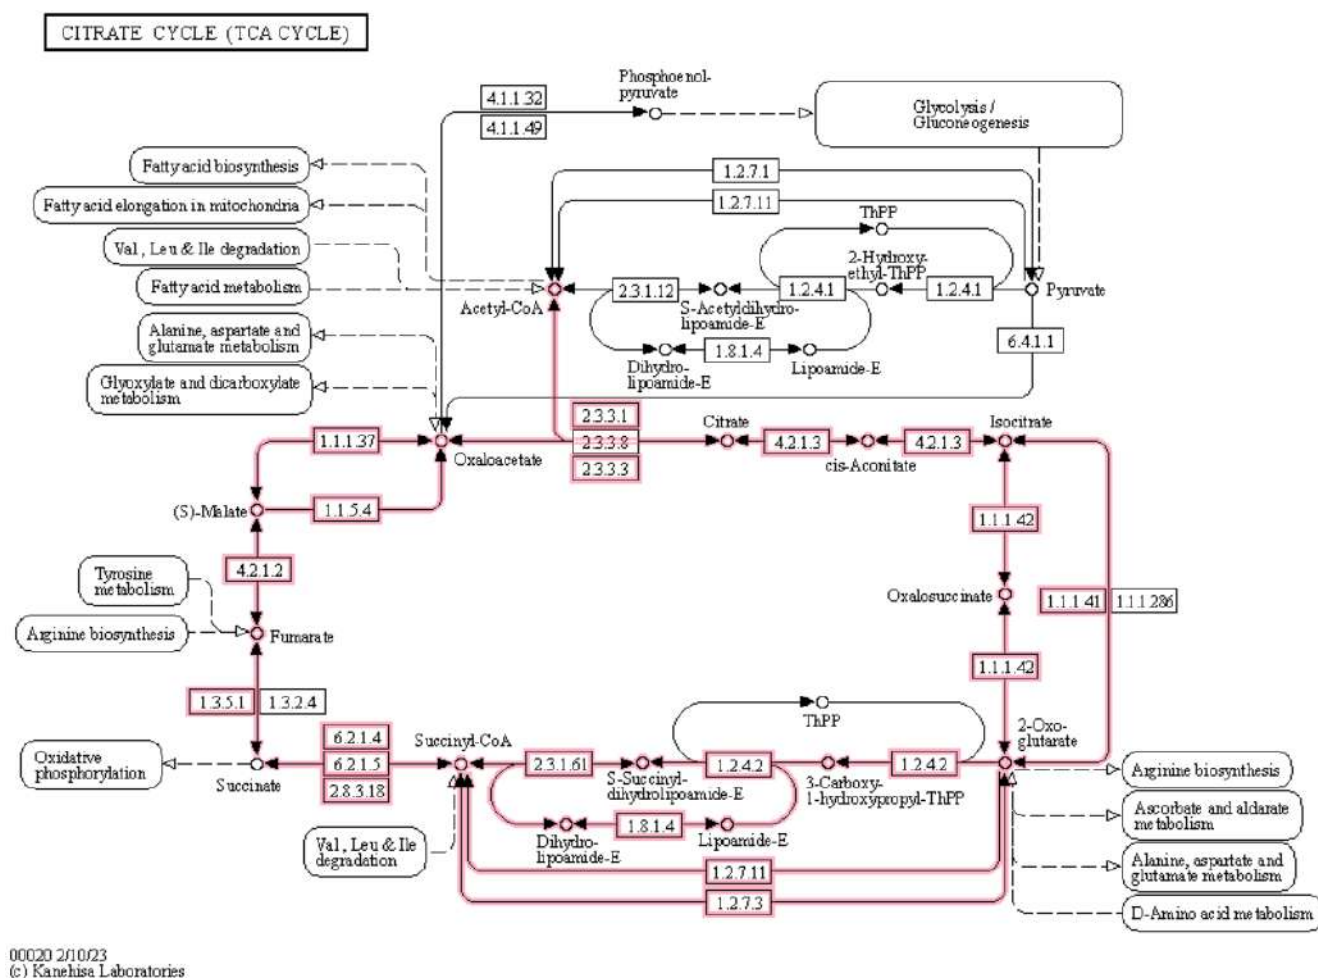 CITRATE CYCLE (TCA CYCLE)
Phosphoenol-
pyruvate
4.1.1.32
4.1.1.49
Glycolysis /
Gluconeogenesis
Fatty acid biosynthesis
Fatty acid elongation in mitochondria
Val, Leu & Ile degradation
Fatty acid metabolism
Alanine, aspartate and
glutamate metabolism
Glyoxylate and dicarboxylate
metabolism
1.2.7.1
1.2.7.11
ThPP
2-Hydroxy-
ethyl-ThPP
2.3.1.12
1.2.4.1
1.2.4.1
Acetyl-CoA
S-Acetyldihydro-
lipoamide-E
Pyruvate
1.8.1.4
Dihydro-
lipoamide-E
Lipoamide-E
6.4.1.1
1.1.1.37
Oxaloacetate
2.3.3.1
2.3.3.8
2.3.3.3
Citrate
4.2.1.3
cis-Aconitate
4.2.1.3
Isocitrate
(S)-Malate
1.1.5.4
1.1.1.42
4.2.1.2
Tyrosine
metabolism
Arginine biosynthesis
Fumarate
Oxalosuccinate
1.1.1.41
1.1.1.286
1.1.1.42
1.3.5.1
1.3.2.4
ThPP
2-Oxo-
glutarate
Oxidative
phosphorylation
Succinate
6.2.1.4
6.2.1.5
2.8.3.18
Succinyl-CoA
2.3.1.61
S-Succinyl-
dihydrolipoamide-E
1.2.4.2
3-Carboxy-
1-hydroxypropyl-ThPP
1.2.4.2
Val, Leu & Ile
degradation
Dihydro-
lipoamide-E
1.8.1.4
Lipoamide-E
1.2.7.11
1.2.7.3
Arginine biosynthesis
Ascorbate and aldarate
metabolism
Alanine, aspartate and
glutamate metabolism
D-Amino acid metabolism
00020 2/10/23
(c) Kanehisa Laboratories